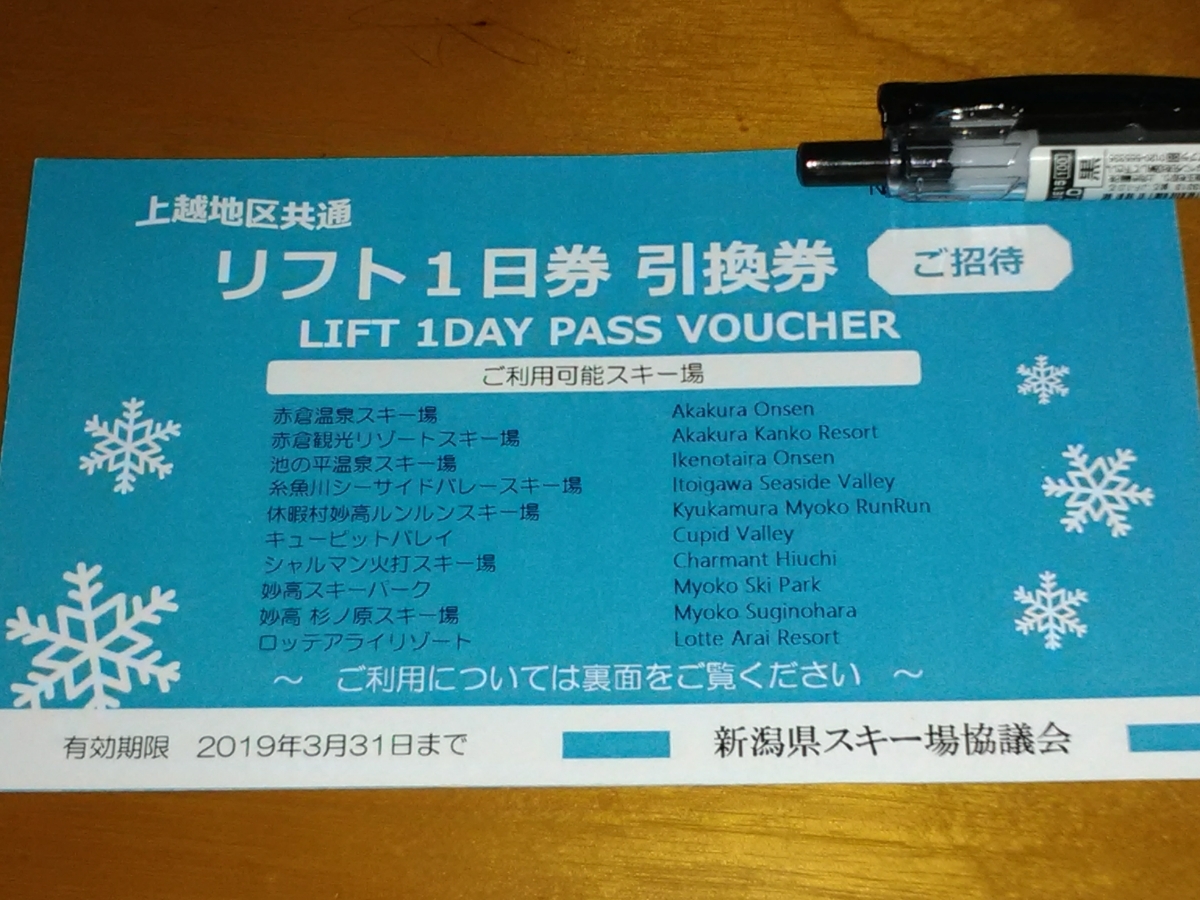 上越地区共通
リフト1日券 引換券 ご招待
LIFT 1DAY PASS VOUCHER
ご利用可能スキー場
赤倉温泉スキー場 Akakura Onsen
赤倉観光リゾートスキー場 Akakura Kanko Resort
池の平温泉スキー場 Ikenotaira Onsen
糸魚川シーサイドバレースキー場 Itoigawa Seaside Valley
休暇村妙高ルンルンスキー場 Kyukamura Myoko RunRun
キューピットバレイ Cupid Valley
シャルマン火打スキー場 Charmant Hiuchi
妙高スキーパーク Myoko Ski Park
妙高 杉ノ原スキー場 Myoko Suginohara
ロッテアライリゾート Lotte Arai Resort
～ ご利用については裏面をご覧ください ～
有効期限 2019年3月31日まで 新潟県スキー場協議会
黒